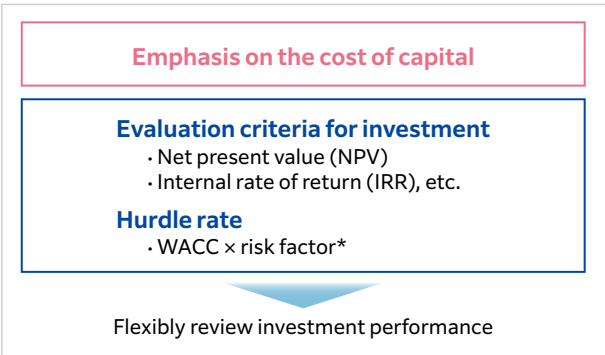 Emphasis on the cost of capital
Evaluation criteria for investment
· Net present value (NPV)
· Internal rate of return (IRR), etc.
Hurdle rate
· WACC × risk factor*
Flexibly review investment performance